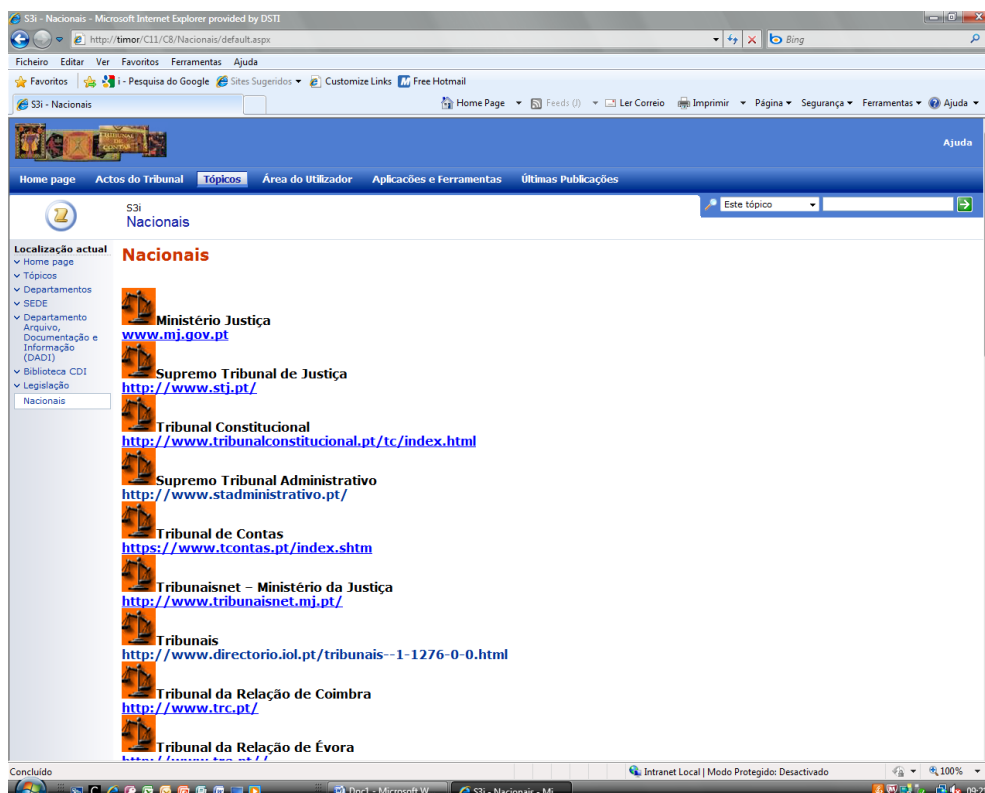 S3i - Nacionais - Microsoft Internet Explorer provided by DSTI
http://timor/C11/C8/Nacionais/default.aspx
Bing
Ficheiro Editar Ver Favoritos Ferramentas Ajuda
Favoritos i - Pesquisa do Google Sites Sugeridos Customize Links Free Hotmail
S3i - Nacionais Home Page Feeds (J) Ler Correio Imprimir Página Segurança Ferramentas Ajuda
TRIBUNAL DE CONTAS
Ajuda
Home page Actos do Tribunal Tópicos Área do Utilizador Aplicacões e Ferramentas Últimas Publicações
S3i
Nacionais
Este tópico
Localização actual
Home page
Tópicos
Departamentos
SEDE
Departamento
Arquivo,
Documentação e
Informação
(DADI)
Biblioteca CDI
Legislação
Nacionais
Nacionais
Ministério Justiça
www.mj.gov.pt
Supremo Tribunal de Justiça
http://www.stj.pt/
Tribunal Constitucional
http://www.tribunalconstitucional.pt/tc/index.html
Supremo Tribunal Administrativo
http://www.stadministrativo.pt/
Tribunal de Contas
https://www.tcontas.pt/index.shtm
Tribunaisnet – Ministério da Justiça
http://www.tribunaisnet.mj.pt/
Tribunais
http://www.directorio.iol.pt/tribunais--1-1276-0-0.html
Tribunal da Relação de Coimbra
http://www.trc.pt/
Tribunal da Relação de Évora
Concluído Intranet Local | Modo Protegido: Desactivado 100%
Doc1 - Microsoft W... S3i - Nacionais - Mi... 09:2